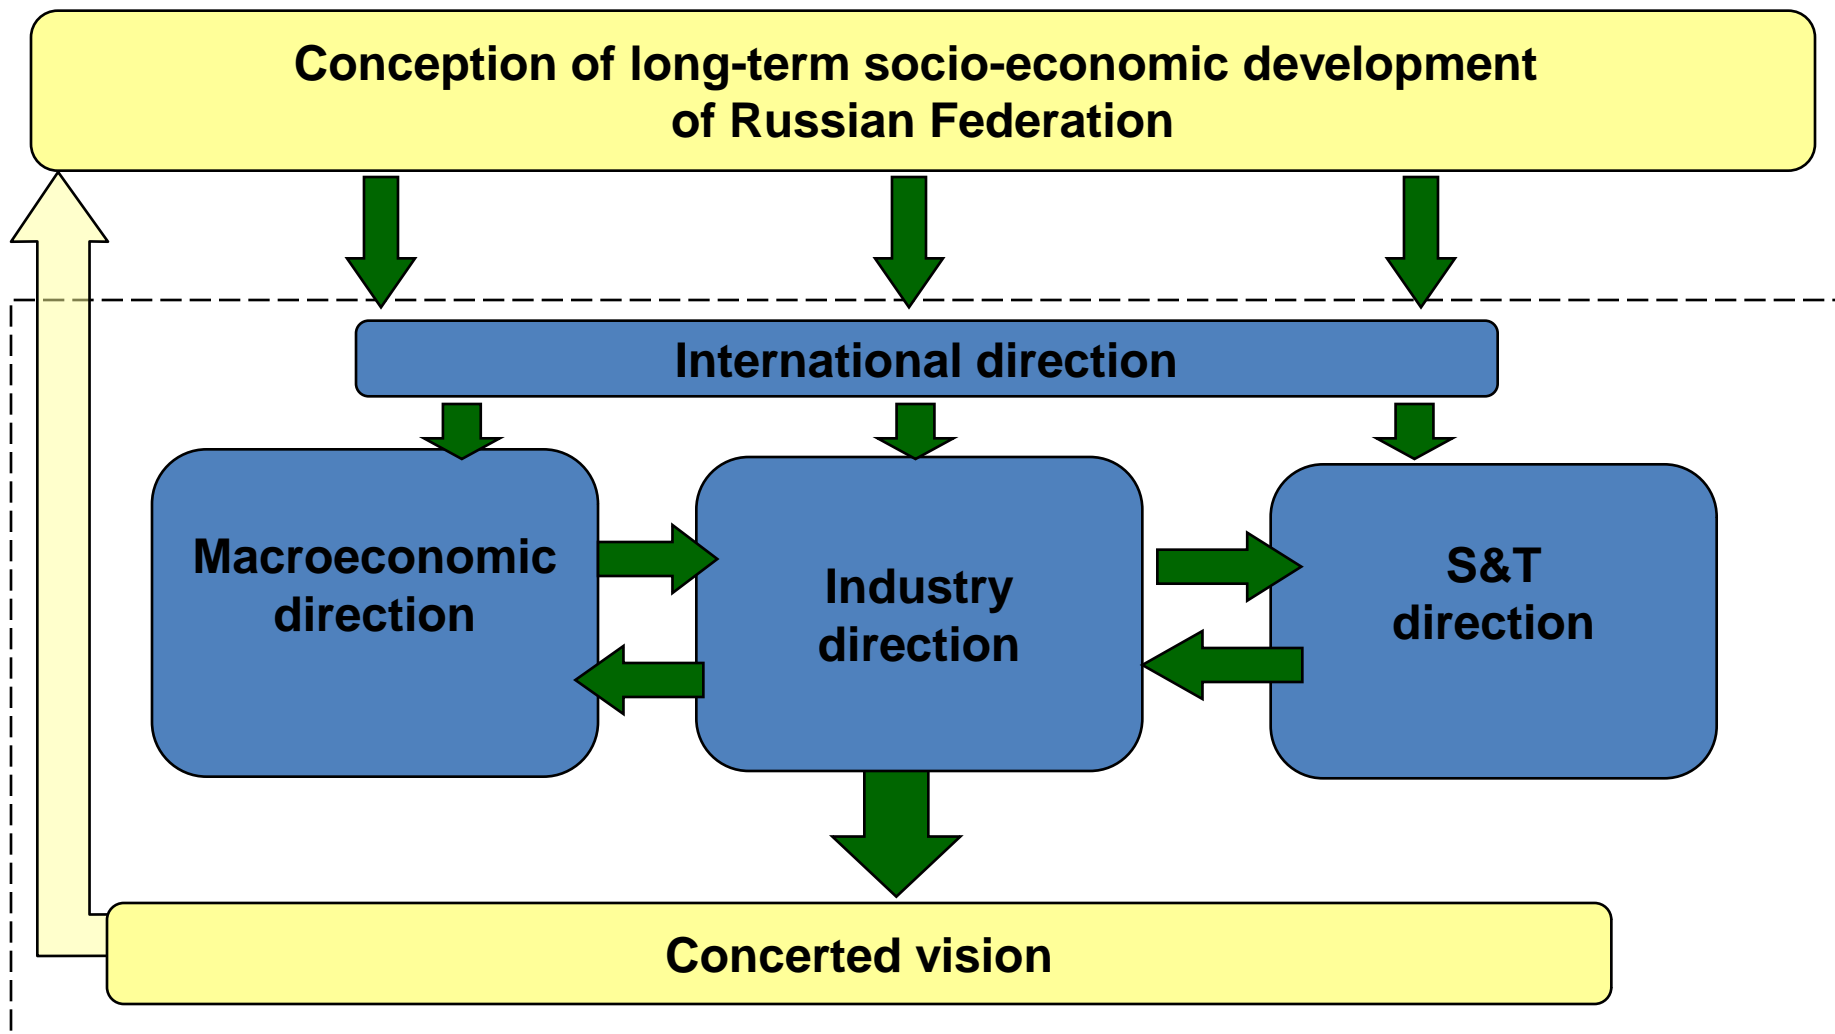 Conception of long-term socio-economic development
of Russian Federation
International direction
Macroeconomic
direction
Industry
direction
S&T
direction
Concerted vision